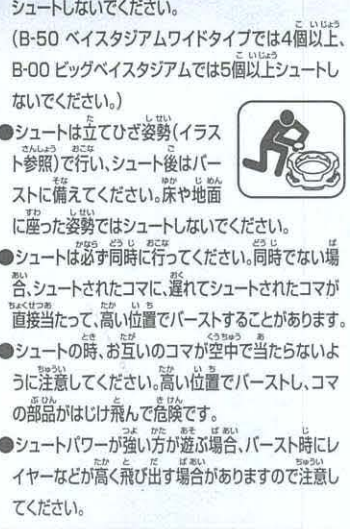 シュートしないでください。
(B-50 ベイスタジアムワイドタイプでは4個以上、
B-00 ビッグベイスタジアムでは5個以上シュートし
ないでください。)
●シュートは立てひざ姿勢(イラス
ト参照)で行い、シュート後はバー
ストに備えてください。床や地面
に座った姿勢ではシュートしないでください。
●シュートは必ず同時に行ってください。同時でない場
合、シュートされたコマに、遅れてシュートされたコマが
直接当たって、高い位置でバーストすることがあります。
●シュートの時、お互いのコマが空中で当たらないよ
うに注意してください。高い位置でバーストし、コマ
の部品がはじけ飛んで危険です。
●シュートパワーが強い方が遊ぶ場合、バースト時にレ
イヤーなどが高く飛び出す場合がありますので注意し
てください。